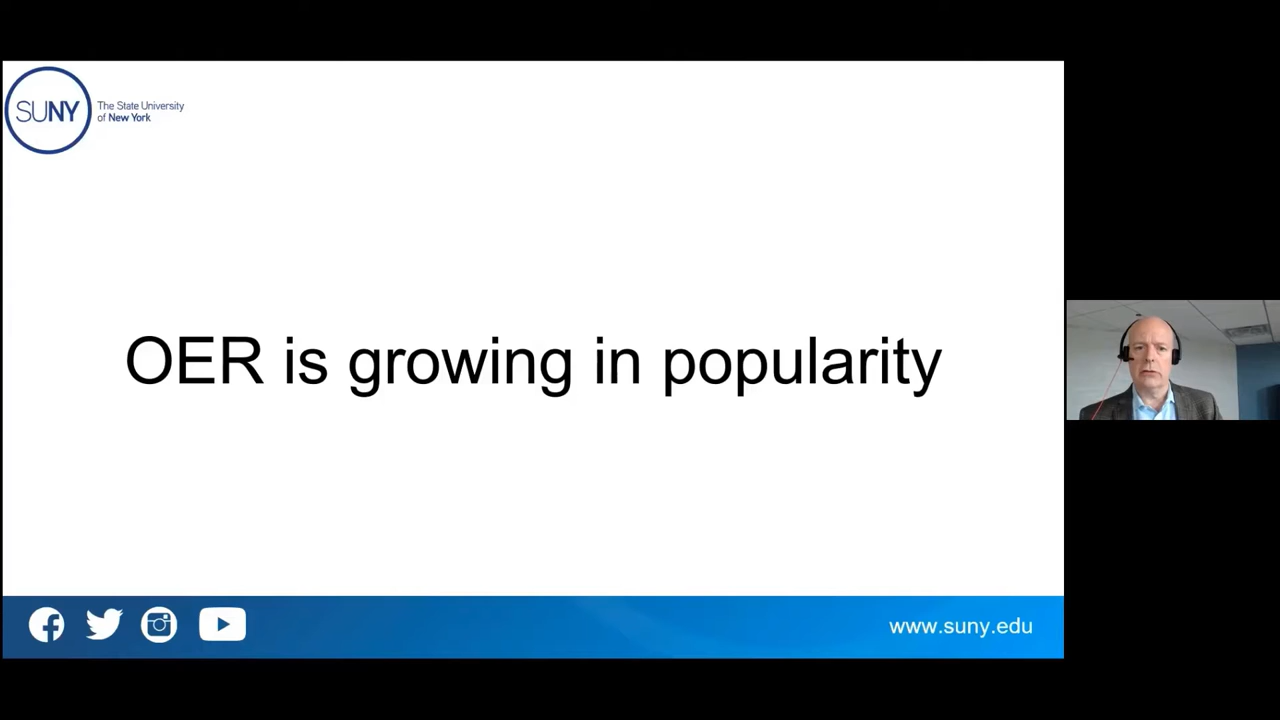 SUNY
The State University
of New York
OER is growing in popularity
www.suny.edu